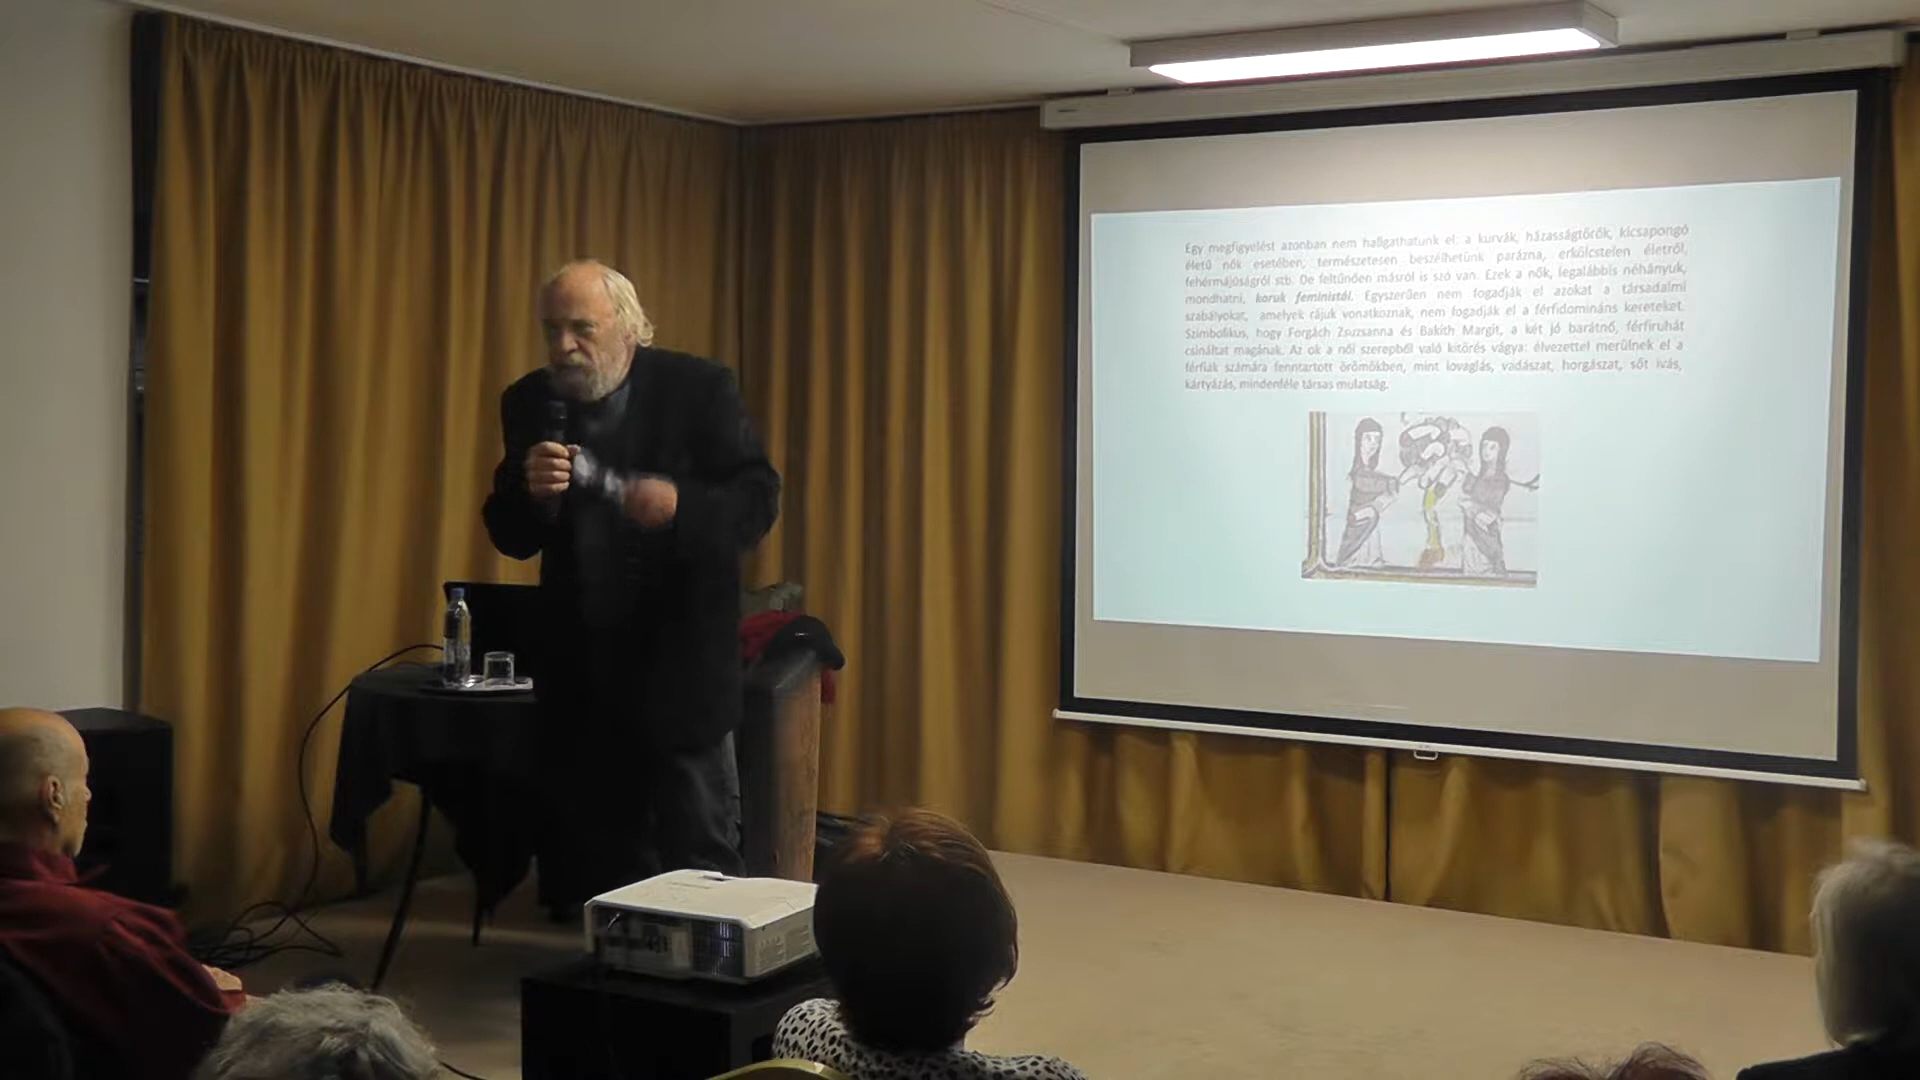 Egy megfigyelést azonban nem hallgathatunk el: a kurvák, házasságtörők, kicsapongó
életű nők esetében, természetesen beszélhetünk parázna, erkölcstelen életről,
fehérmájúságról stb. De feltűnően másról is szó van. Ezek a nők, legalábbis néhányuk,
mondhatni, koruk feministái. Egyszerűen nem fogadják el azokat a társadalmi
szabályokat, amelyek rájuk vonatkoznak, nem fogadják el a férfidomináns kereteket.
Szimbolikus, hogy Forgách Zsuzsanna és Bakith Margit, a két jó barátnő, férfiruhát
csináltat magának. Az ok a női szerepből való kitörés vágya: élvezettel merülnek el a
férfiak számára fenntartott örömökben, mint lovaglás, vadászat, horgászat, sőt ivás,
kártyázás, mindenféle társas mulatság.